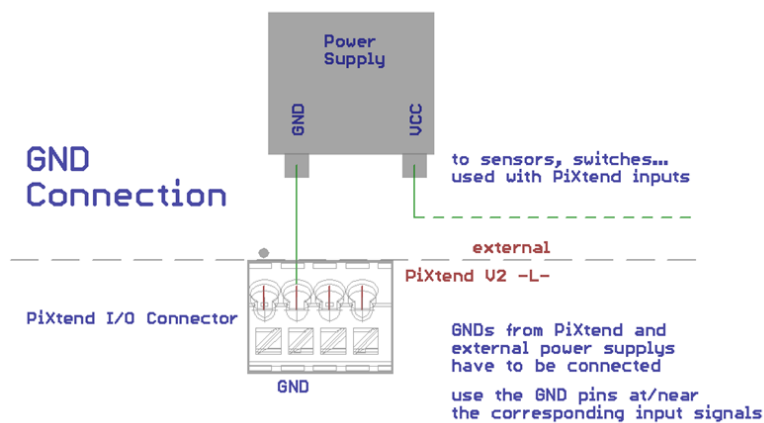 Power
Supply
GND
VCC
GND
Connection
to sensors, switches...
used with PiXtend inputs
external
PiXtend V2 -L-
PiXtend I/O Connector
GND
GNDs from PiXtend and
external power supplys
have to be connected
use the GND pins at/near
the corresponding input signals